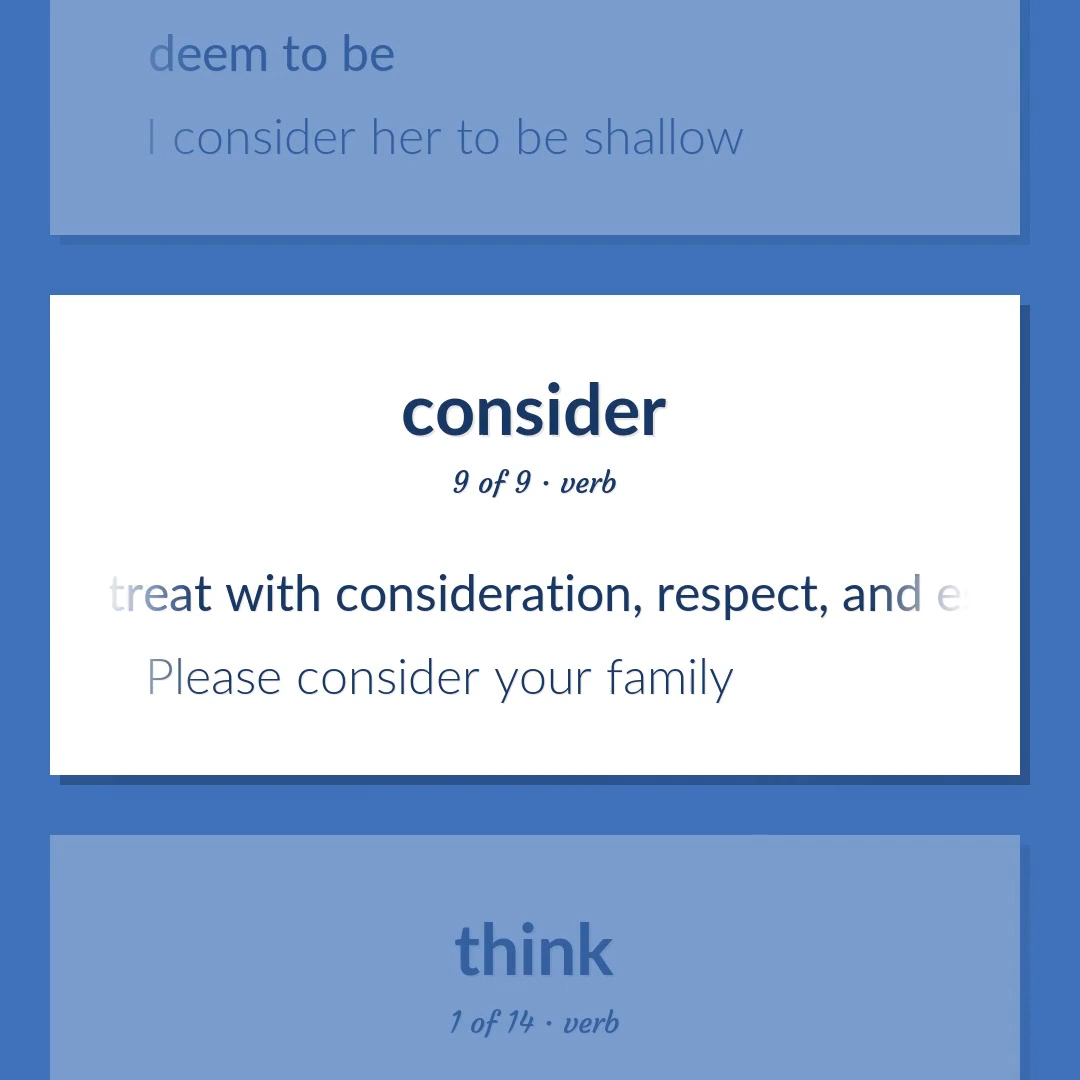 deem to be
I consider her to be shallow
consider
9 of 9 · verb
treat with consideration, respect, and
Please consider your family
think
1 of 14 · verb